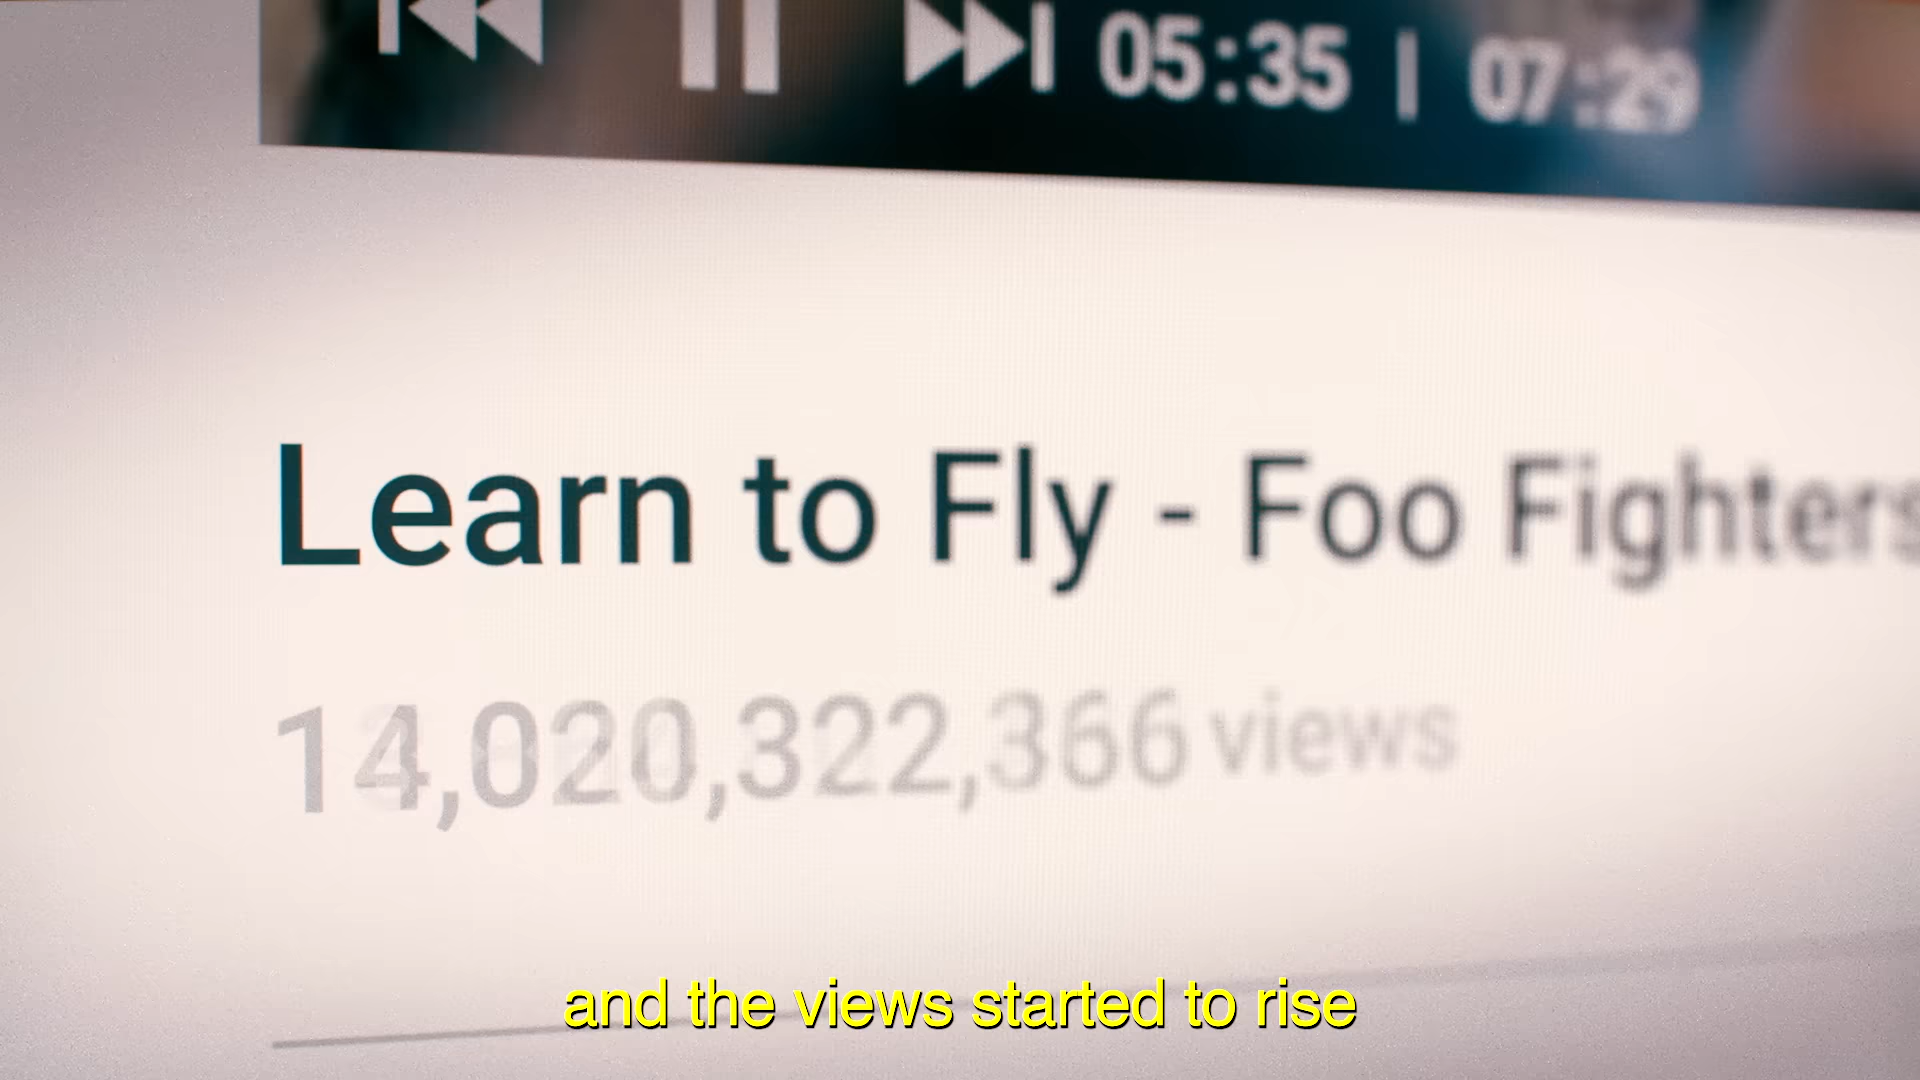 05:35 | 07:29
Learn to Fly - Foo Fighters
14,020,322,366 views
and the views started to rise